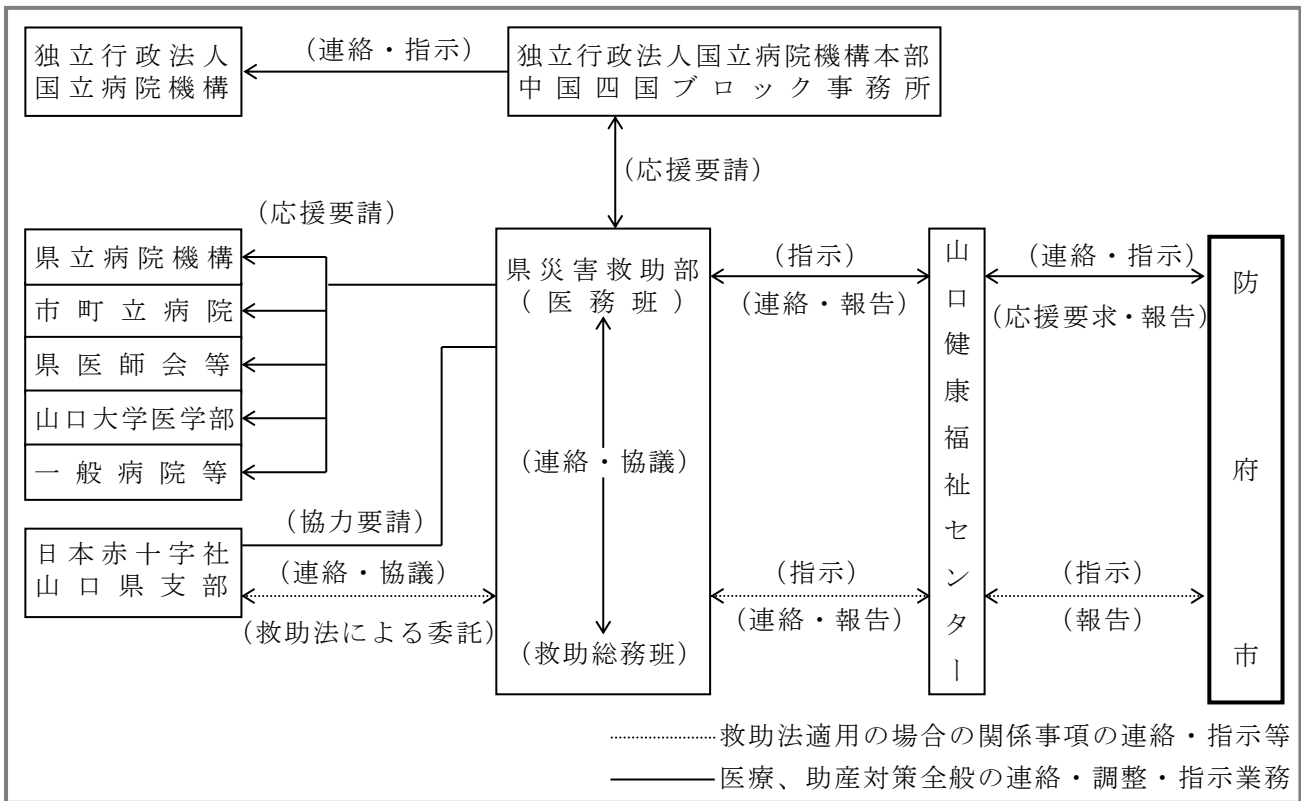 独立行政法人
国立病院機構
(連絡・指示)
独立行政法人国立病院機構本部
中国四国ブロック事務所
(応援要請)
(応援要請)
県立病院機構
市町立病院
県医師会等
山口大学医学部
一般病院等
日本赤十字社
山口県支部
(協力要請)
(連絡・協議)
(救助法による委託)
県災害救助部
(医務班)
(連絡・協議)
(救助総務班)
(指示)
(連絡・報告)
(指示)
(連絡・報告)
山口健康福祉センター
(連絡・指示)
(応援要求・報告)
(指示)
(報告)
防府市
救助法適用の場合の関係事項の連絡・指示等
医療、助産対策全般の連絡・調整・指示業務